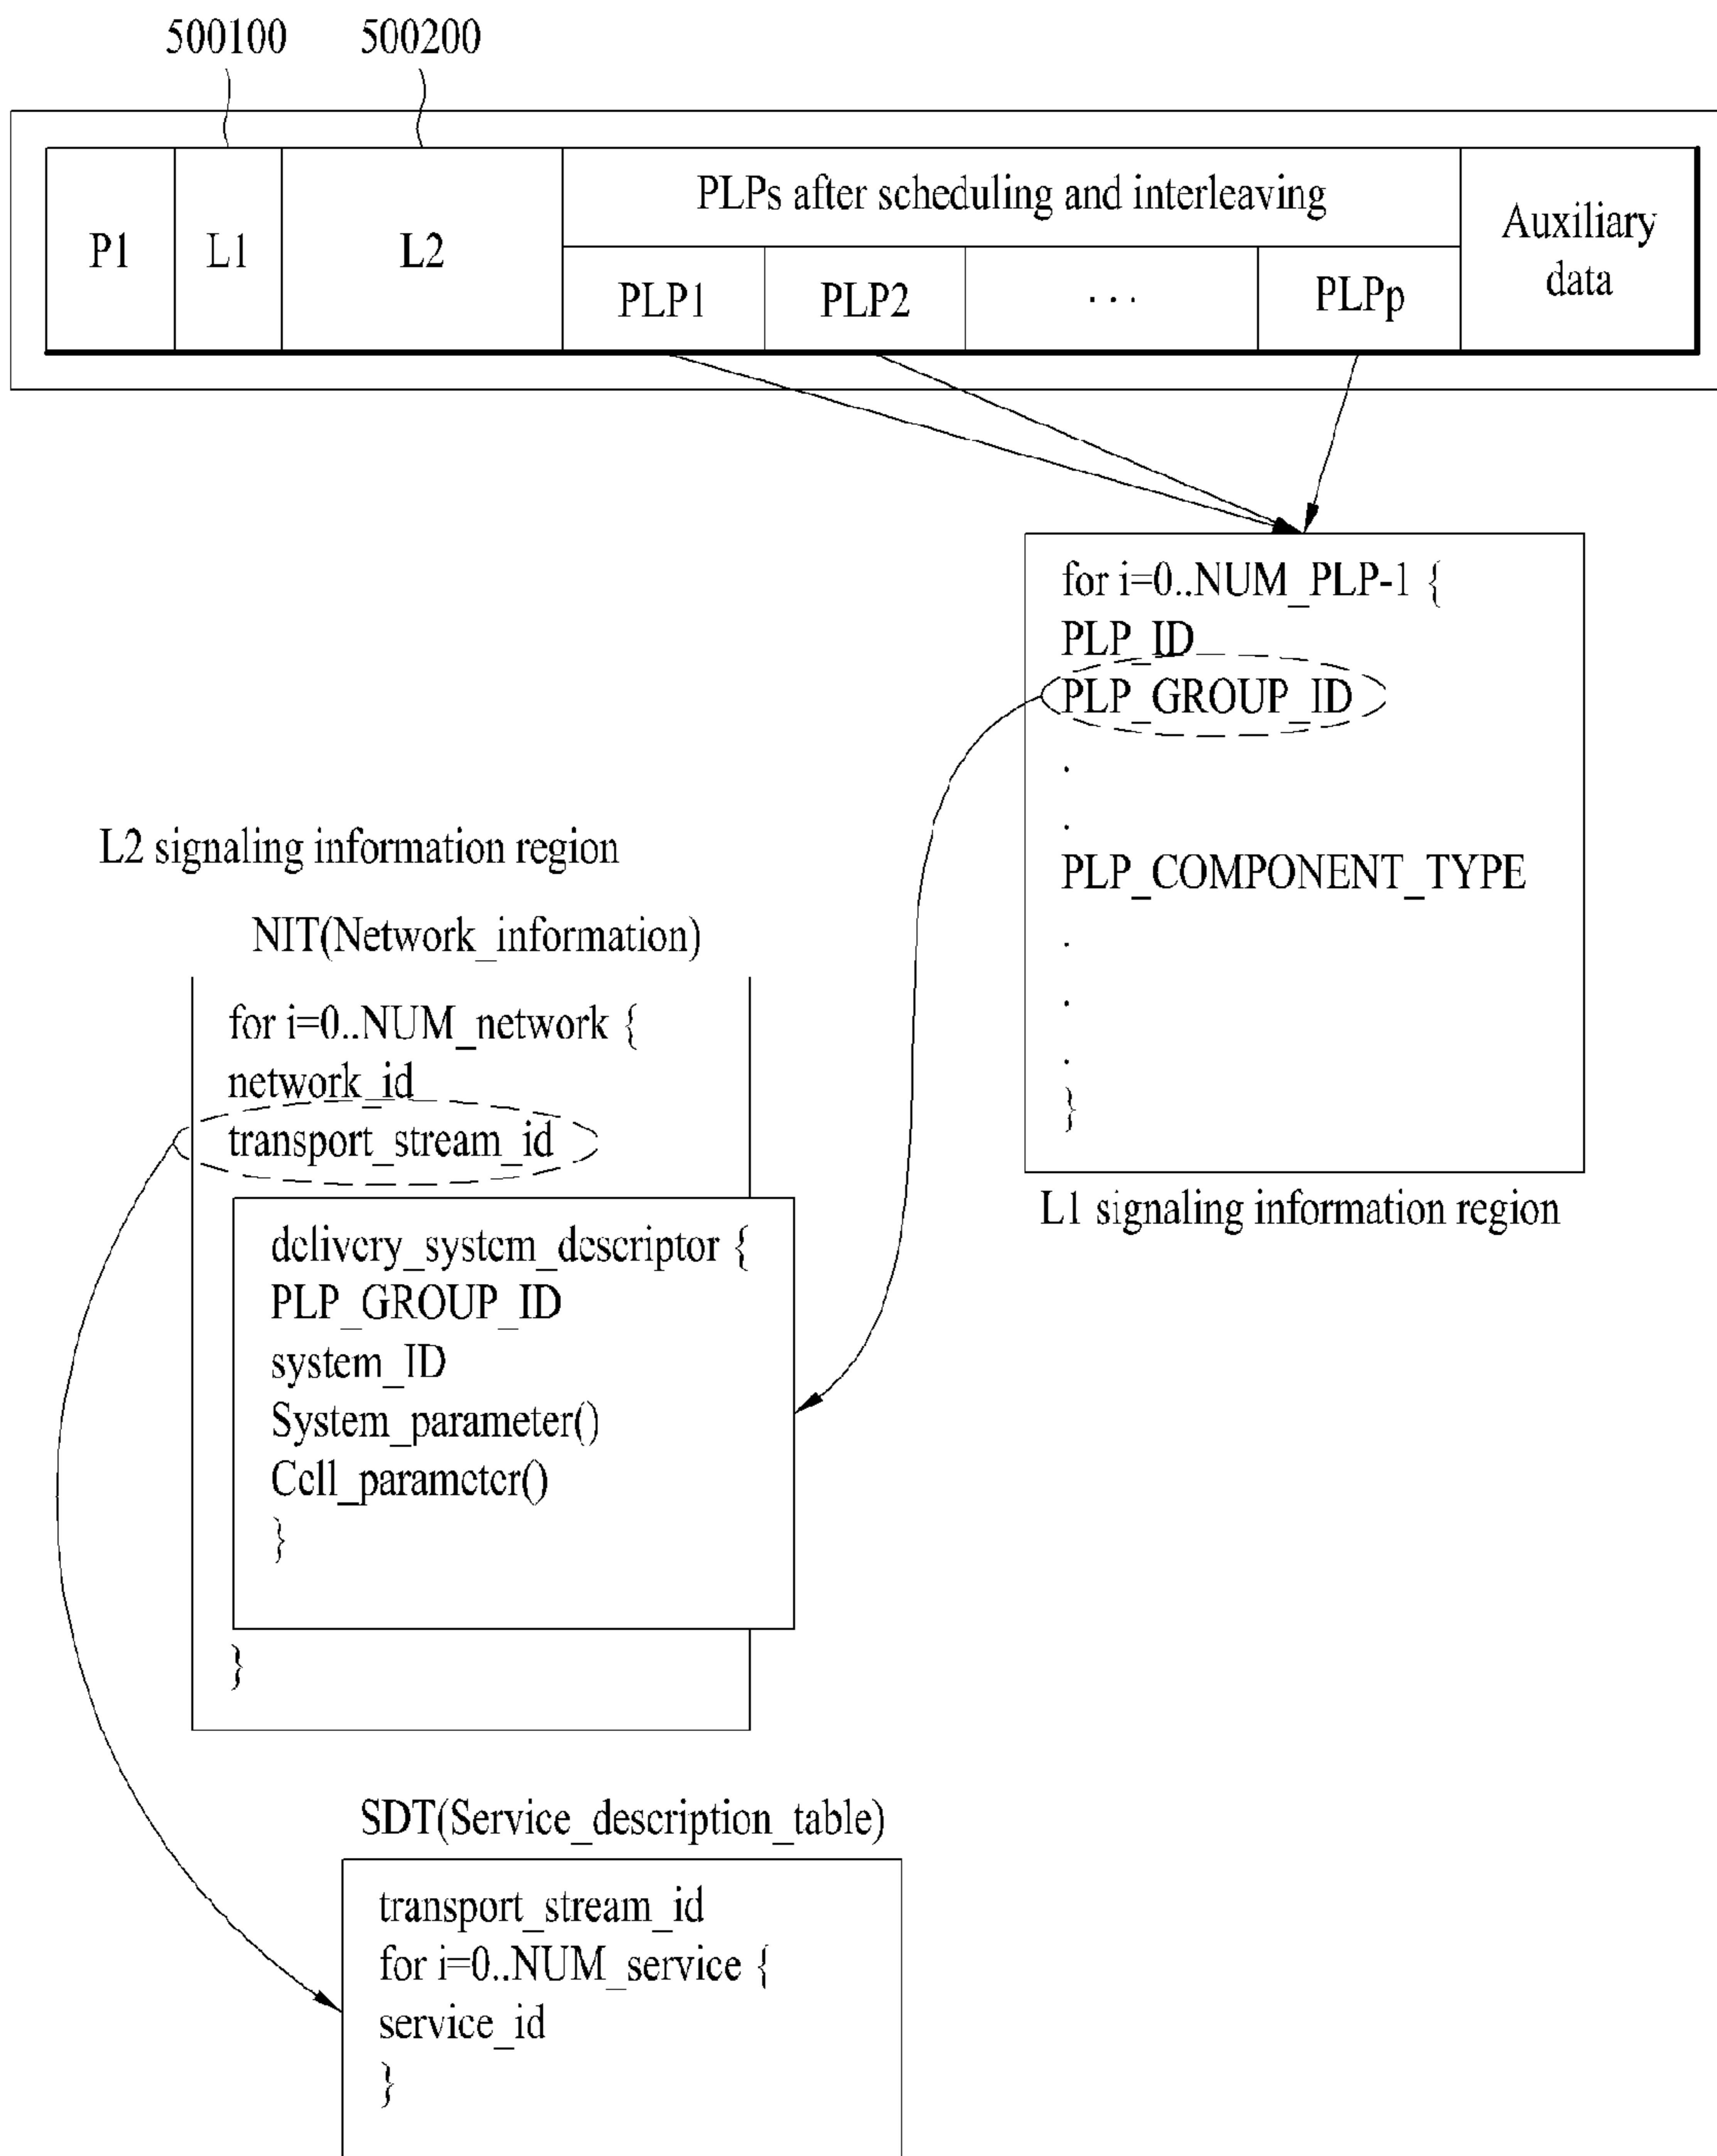 500100
500200
P1
L1
L2
PLPs after scheduling and interleaving
PLP1
PLP2
. . .
PLPp
Auxiliary
data
for i=0..NUM_PLP-1 {
PLP_ID
PLP_GROUP_ID
.
.
PLP_COMPONENT_TYPE
.
.
.
}
L1 signaling information region
L2 signaling information region
NIT(Network_information)
for i=0..NUM_network {
network_id
transport_stream_id
delivery_system_descriptor {
PLP_GROUP_ID
system_ID
System_parameter()
Cell_parameter()
}
}
SDT(Service_description_table)
transport_stream_id
for i=0..NUM_service {
service_id
}